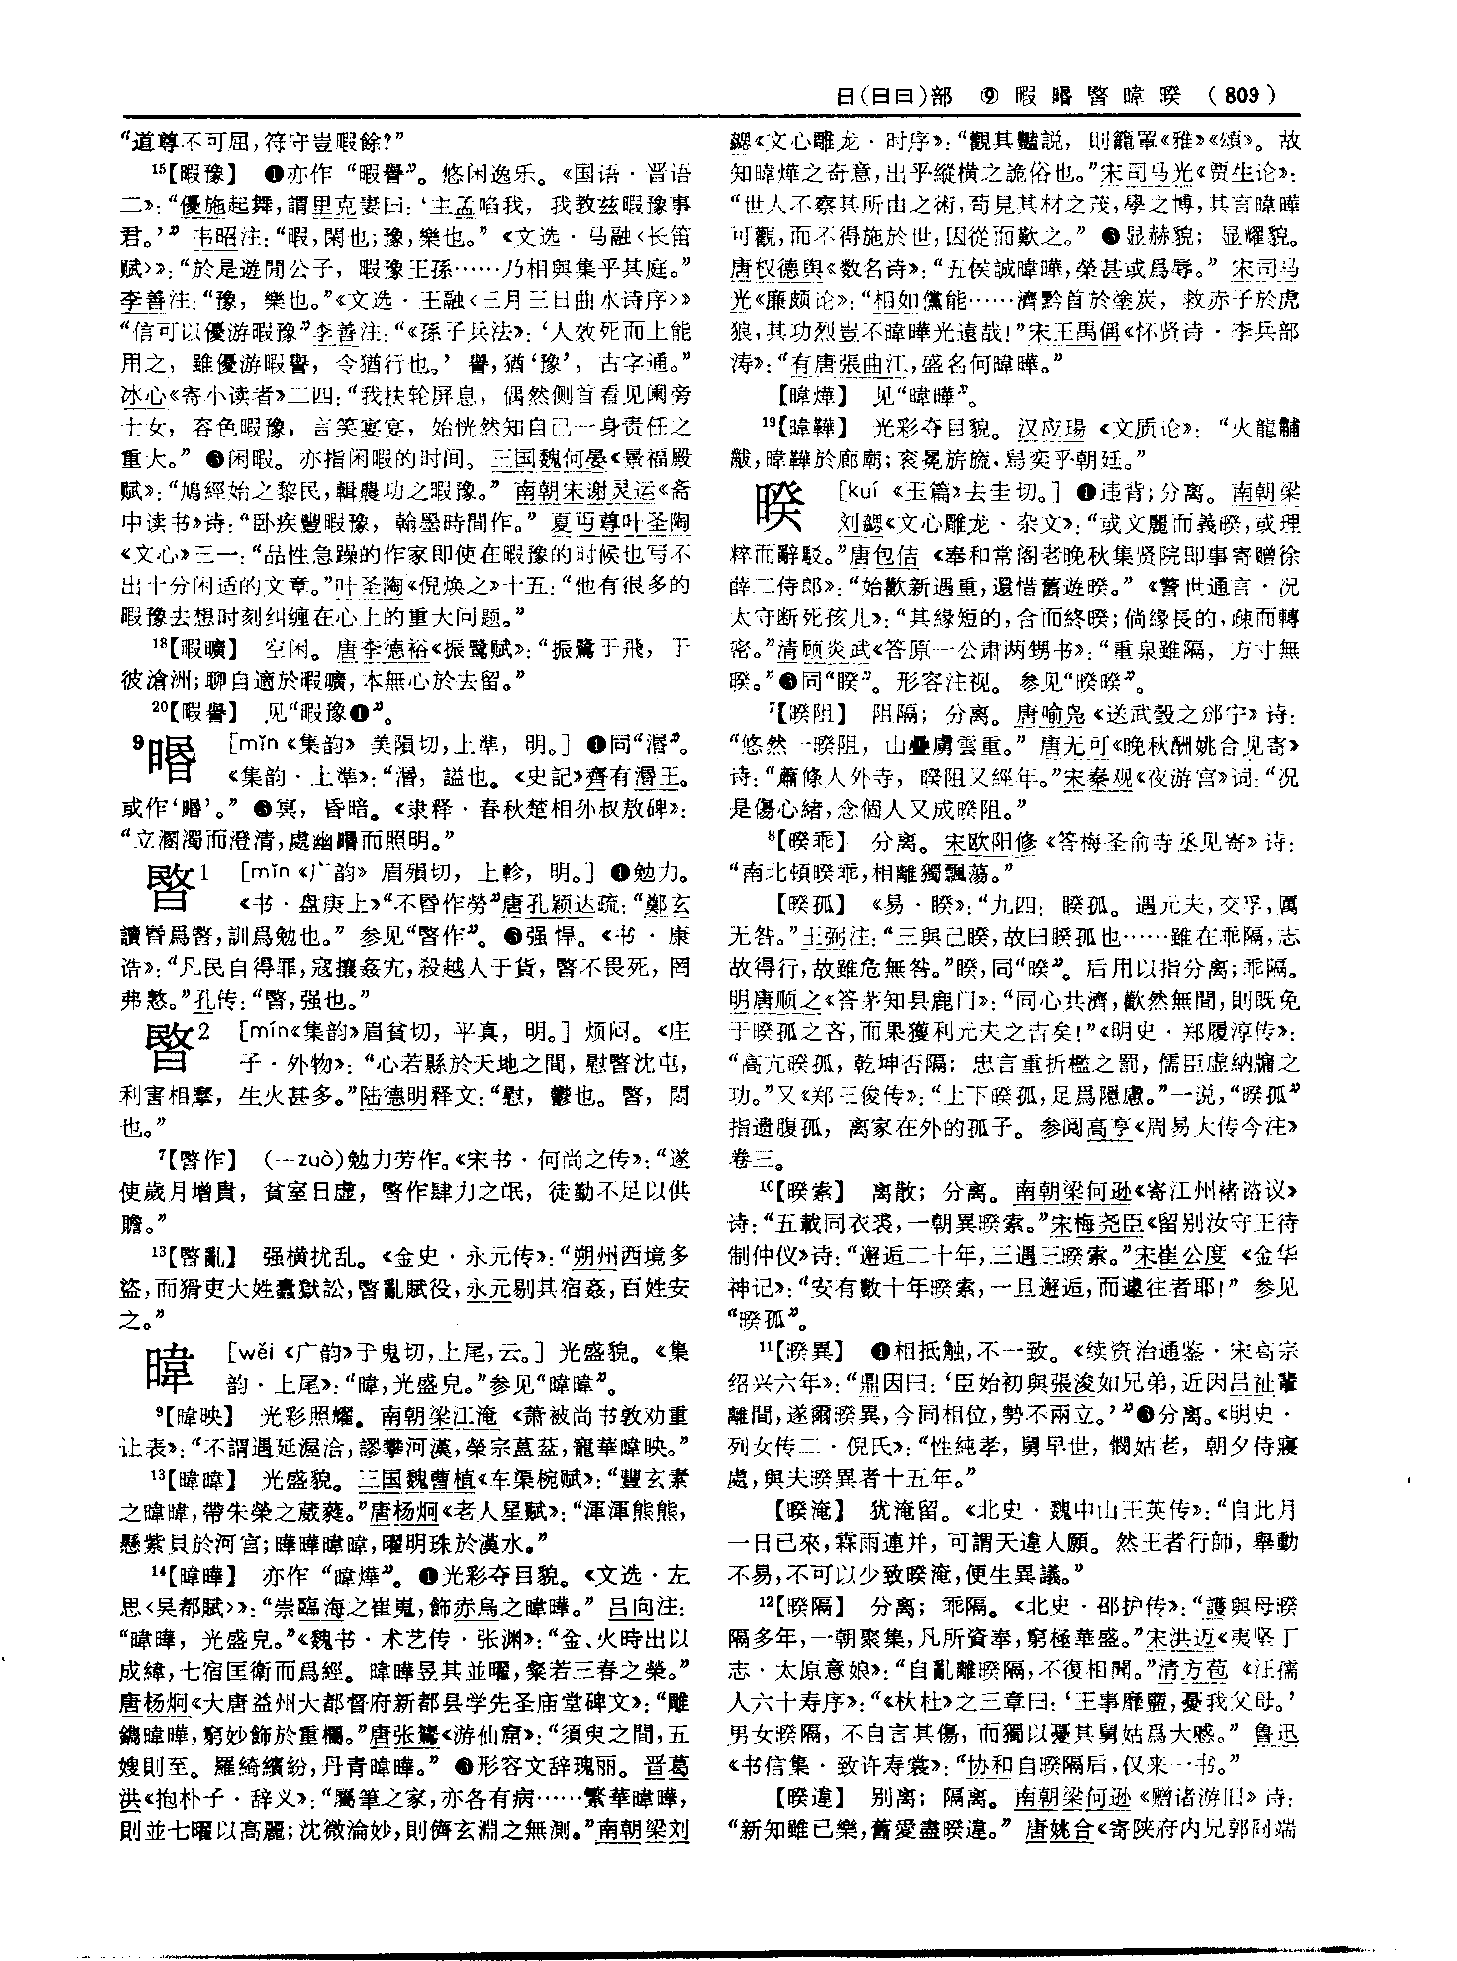 日(日曰)部 ⑨ 暇㬆暋暐暌 (809)
“道尊不可屈,符守豈暇餘?”
15【暇豫】 ❶亦作“暇譽”。悠闲逸乐。《国语·晋语
二》:“優施起舞,謂里克妻曰:‘主孟啗我,我教兹暇豫事
君。’” 韦昭注:“暇,閑也;豫,樂也。”《文选·马融〈长笛
赋〉》:“於是遊閒公子,暇豫王孫……乃相與集乎其庭。”
李善注:“豫,樂也。”《文选·王融〈三月三日曲水诗序〉》
“信可以優游暇豫”李善注:“《孫子兵法》:‘人效死而上能
用之,雖優游暇譽,令猶行也。’譽,猶‘豫’,古字通。”
冰心《寄小读者》二四:“我扶轮屏息,偶然侧首看见阑旁
士女,容色暇豫,言笑宴宴,始恍然知自己一身责任之
重大。” ❷闲暇。亦指闲暇的时间。三国魏何晏《景福殿
赋》:“鳩經始之黎民,輯農功之暇豫。” 南朝宋谢灵运《斋
中读书》诗:“卧疾豐暇豫,翰墨時間作。” 夏丏尊叶圣陶
《文心》三一:“品性急躁的作家即使在暇豫的时候也写不
出十分闲适的文章。”叶圣陶《倪焕之》十五:“他有很多的
暇豫去想时刻纠缠在心上的重大问题。”
18【暇曠】 空闲。唐李德裕《振鹭赋》:“振鷺于飛,于
彼滄洲;聊自適於暇曠,本無心於去留。”
20【暇譽】 见“暇豫❶”。
9㬆 [mǐn《集韵》美隕切,上準,明。] ❶同“湣”。
《集韵·上準》:“湣,謚也。《史記》齊有湣王。
或作‘㬆’。” ❷冥,昏暗。《隶释·春秋楚相孙叔敖碑》:
“立溷濁而澄清,處幽㬆而照明。”
暋1 [mǐn《广韵》眉殞切,上軫,明。] ❶勉力。
《书·盘庚上》“不昬作勞”唐孔颖达疏:“鄭玄
讀昬爲暋,訓爲勉也。” 参见“暋作”。❷强悍。《书·康
诰》:“凡民自得罪,寇攘姦宄,殺越人于貨,暋不畏死,罔
弗憝。”孔传:“暋,强也。”
暋2 [mín《集韵》眉貧切,平真,明。] 烦闷。《庄
子·外物》:“心若縣於天地之間,慰暋沈屯,
利害相摩,生火甚多。”陆德明释文:“慰,鬱也。暋,悶
也。”
7【暋作】 (—zuò)勉力劳作。《宋书·何尚之传》:“遂
使歲月增貴,貧室日虚,暋作肆力之氓,徒勤不足以供
贍。”
13【暋亂】 强横扰乱。《金史·永元传》:“朔州西境多
盜,而猾吏大姓蠹獄訟,暋亂賦役,永元剔其宿姦,百姓安
之。”
暐 [wěi《广韵》于鬼切,上尾,云。] 光盛貌。《集
韵·上尾》:“暐,光盛皃。”参见“暐暐”。
9【暐映】 光彩照耀。南朝梁江淹《萧被尚书敦劝重
让表》:“不謂遇延渥洽,謬攀河漢,榮宗蓋茲,寵華暐映。”
13【暐暐】 光盛貌。三国魏曹植《车渠椀赋》:“豐玄素
之暐暐,帶朱榮之葳蕤。”唐杨炯《老人星赋》:“渾渾熊熊,
懸紫貝於河宫;曄曄暐暐,曜明珠於漢水。”
14【暐曄】 亦作“暐燁”。❶光彩夺目貌。《文选·左
思〈吴都賦〉》:“崇臨海之崔嵬,飾赤烏之暐曄。” 吕向注:
“暐曄,光盛皃。”《魏书·术艺传·张渊》:“金、火時出以
成緯,七宿匡衛而爲經。暐曄昱其並曜,粲若三春之榮。”
唐杨炯《大唐益州大都督府新都县学先圣庙堂碑文》:“雕
鐫暐曄,窮妙飾於重欄。”唐张鷟《游仙窟》:“須臾之間,五
嫂則至。羅綺繽紛,丹青暐曄。” ❷形容文辞瑰丽。晋葛
洪《抱朴子·辞义》:“屬筆之家,亦各有病……繁華暐曄,
則並七曜以高麗;沈微淪妙,則儕玄淵之無測。”南朝梁刘
勰《文心雕龙·时序》:“觀其豔説,則籠罩《雅》《頌》。故
知暐燁之奇意,出乎縱横之詭俗也。”宋司马光《贾生论》:
“世人不察其所由之術,苟見其材之茂,學之博,其言暐曄
可觀,而不得施於世,因從而歎之。” ❸显赫貌;显耀貌。
唐权德舆《数名诗》:“五侯誠暐曄,榮甚或爲辱。” 宋司马
光《廉颇论》:“相如儻能……濟黔首於塗炭,救赤子於虎
狼,其功烈豈不暐曄光遠哉!”宋王禹偁《怀贤诗·李兵部
涛》:“有唐張曲江,盛名何暐曄。”
【暐燁】 见“暐曄”。
19【暐韡】 光彩夺目貌。汉应瑒《文质论》:“火龍黼
黻,暐韡於廊廟;衮冕旂旒,舄奕乎朝廷。”
暌 [kuí《玉篇》去圭切。] ❶违背;分离。南朝梁
刘勰《文心雕龙·杂文》:“或文麗而義暌,或理
粹而辭駁。”唐包佶《奉和常阁老晚秋集贤院即事寄赠徐
薛二侍郎》:“始歡新遇重,還惜舊遊暌。”《警世通言·况
太守断死孩儿》:“其緣短的,合而終暌;倘緣長的,疎而轉
密。”清顾炎武《答原一公肃两甥书》:“重泉雖隔,方寸無
暌。”❷同“睽”。形容注视。参见“暌暌”。
7【暌阻】 阻隔;分离。唐喻凫《送武瑴之邠宁》诗:
“悠然一暌阻,山疊虜雲重。” 唐无可《晚秋酬姚合见寄》
诗:“蕭條人外寺,暌阻又經年。”宋秦观《夜游宫》词:“况
是傷心緒,念個人又成暌阻。”
8【暌乖】 分离。宋欧阳修《答梅圣俞寺丞见寄》诗:
“南北頓暌乖,相離獨飄蕩。”
【暌孤】 《易·暌》:“九四:暌孤。遇元夫,交孚,厲
无咎。”王弼注:“三與己暌,故曰暌孤也……雖在乖隔,志
故得行,故雖危無咎。”暌,同“睽”。后用以指分离;乖隔。
明唐顺之《答茅知县鹿门》:“同心共濟,歡然無間,則既免
于暌孤之吝,而果獲利元夫之吉矣!”《明史·郑履淳传》:
“高亢暌孤,乾坤否隔;忠言重折檻之罰,儒臣虚納牖之
功。”又《郑三俊传》:“上下暌孤,足爲隱慮。”一说,“暌孤”
指遗腹孤,离家在外的孤子。参阅高亨《周易大传今注》
卷三。
10【暌索】 离散;分离。南朝梁何逊《寄江州褚谘议》
诗:“五載同衣裘,一朝異暌索。”宋梅尧臣《留别汝守王待
制仲仪》诗:“邂逅二十年,三遇三暌索。”宋崔公度《金华
神记》:“安有數十年暌索,一旦邂逅,而遽往者耶!” 参见
“暌孤”。
11【暌異】 ❶相抵触,不一致。《续资治通鉴·宋高宗
绍兴六年》:“鼎因曰:‘臣始初與張浚如兄弟,近因吕祉輩
離間,遂爾暌異,今同相位,勢不兩立。’”❷分离。《明史·
列女传二·倪氏》:“性純孝,舅早世,憫姑老,朝夕侍寢
處,與夫暌異者十五年。”
【暌淹】 犹淹留。《北史·魏中山王英传》:“自此月
一日已來,霖雨連并,可謂天違人願。然王者行師,舉動
不易,不可以少致暌淹,便生異議。”
12【暌隔】 分离;乖隔。《北史·邵护传》:“護與母暌
隔多年,一朝聚集,凡所資奉,窮極華盛。”宋洪迈《夷坚丁
志·太原意娘》:“自亂離暌隔,不復相聞。”清方苞《汪孺
人六十寿序》:“《杕杜》之三章曰:‘王事靡盬,憂我父母。’
男女暌隔,不自言其傷,而獨以憂其舅姑爲大慼。” 鲁迅
《书信集·致许寿裳》:“协和自暌隔后,仅来一书。”
【暌違】 别离;隔离。南朝梁何逊《赠诸游旧》诗:
“新知雖已樂,舊愛盡暌違。” 唐姚合《寄陕府内兄郭冏端